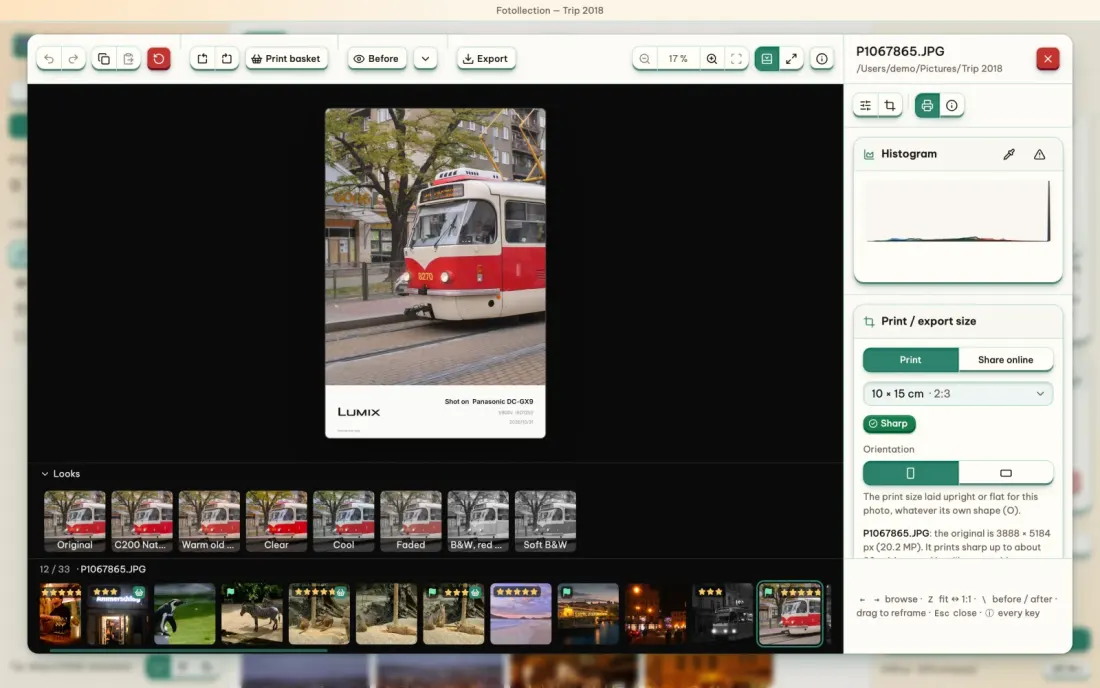 Fotollection — Trip 2018
Print basket
Before
17 %
Export
P1067865.JPG
/Users/demo/Pictures/Trip 2018
Histogram
8270
LUMIX
Shot on Panasonic DC-GX9
Print / export size
Print
Share online
10 × 15 cm · 2:3
Sharp
Orientation
The print size laid upright or flat for this
photo, whatever its own shape (O).
P1067865.JPG: the original is 3888 × 5184
px (20.2 MP). It prints sharp up to about
Looks
Original
C200 Nat…
Warm old …
Clear
Cool
Faded
B&W, red …
Soft B&W
12 / 33 · P1067865.JPG
← → browse · Z fit ⇔ 1:1 · \ before / after ·
drag to reframe · Esc close · ⓘ every key